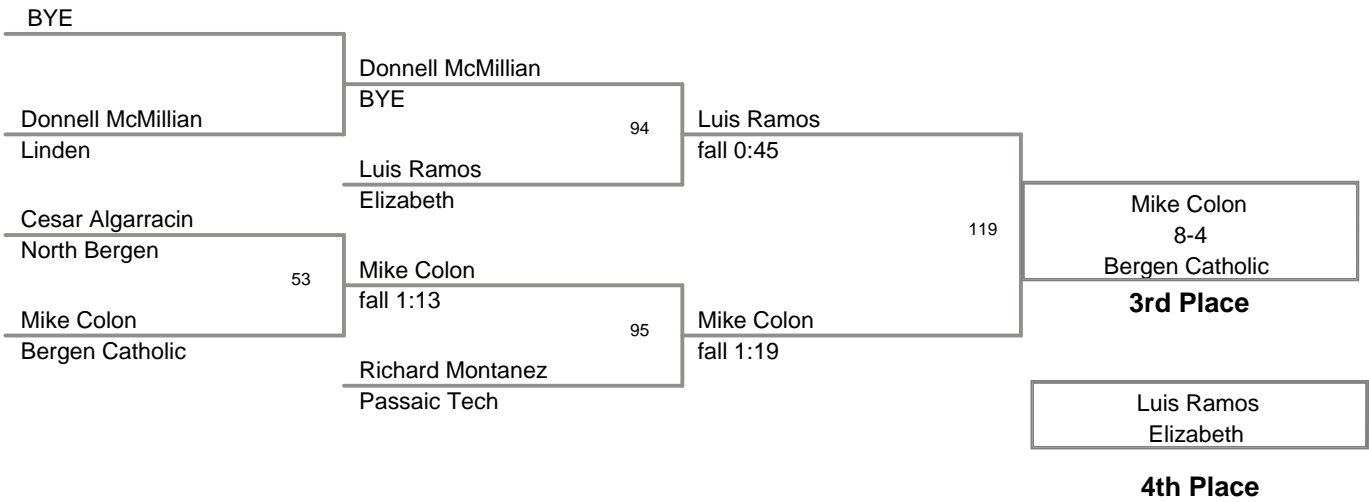 BYE
Donnell McMillian
BYE
Donnell McMillian
Linden
94
Luis Ramos
fall 0:45
Luis Ramos
Elizabeth
Cesar Algarracin
North Bergen
53
Mike Colon
fall 1:13
Mike Colon
Bergen Catholic
95
Mike Colon
fall 1:19
Richard Montanez
Passaic Tech
119
Mike Colon
8-4
Bergen Catholic
3rd Place
Luis Ramos
Elizabeth
4th Place